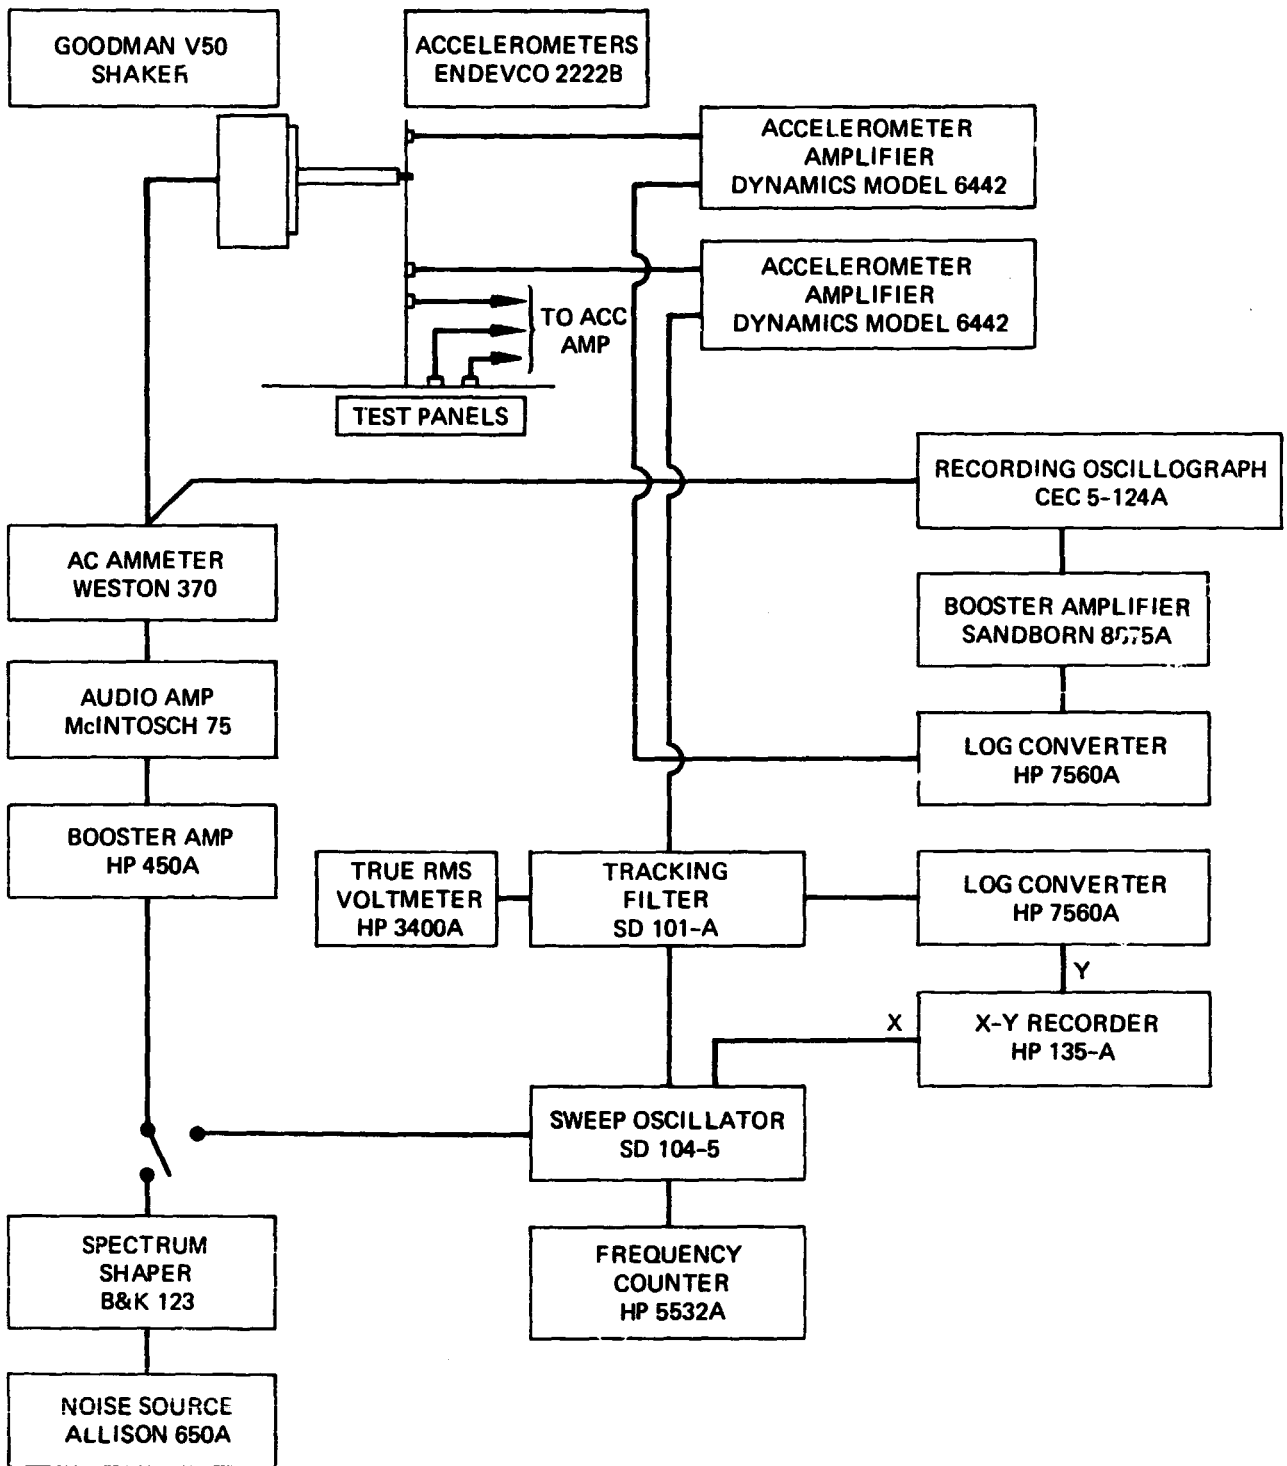 GOODMAN V50
SHAKER
ACCELEROMETERS
ENDEVCO 2222B
ACCELEROMETER
AMPLIFIER
DYNAMICS MODEL 6442
ACCELEROMETER
AMPLIFIER
DYNAMICS MODEL 6442
TO ACC
AMP
TEST PANELS
RECORDING OSCILLOGRAPH
CEC 5-124A
AC AMMETER
WESTON 370
BOOSTER AMPLIFIER
SANDBORN
AUDIO AMP
McINTOSCH 75
LOG CONVERTER
HP 7560A
BOOSTER AMP
HP 450A
TRUE RMS
VOLTMETER
HP 3400A
TRACKING
FILTER
SD 101-A
LOG CONVERTER
HP 7560A
Y
X
X-Y RECORDER
HP 135-A
SWEEP OSCILLATOR
SD 104-5
SPECTRUM
SHAPER
B&K 123
FREQUENCY
COUNTER
HP 5532A
NOISE SOURCE
ALLISON 650A